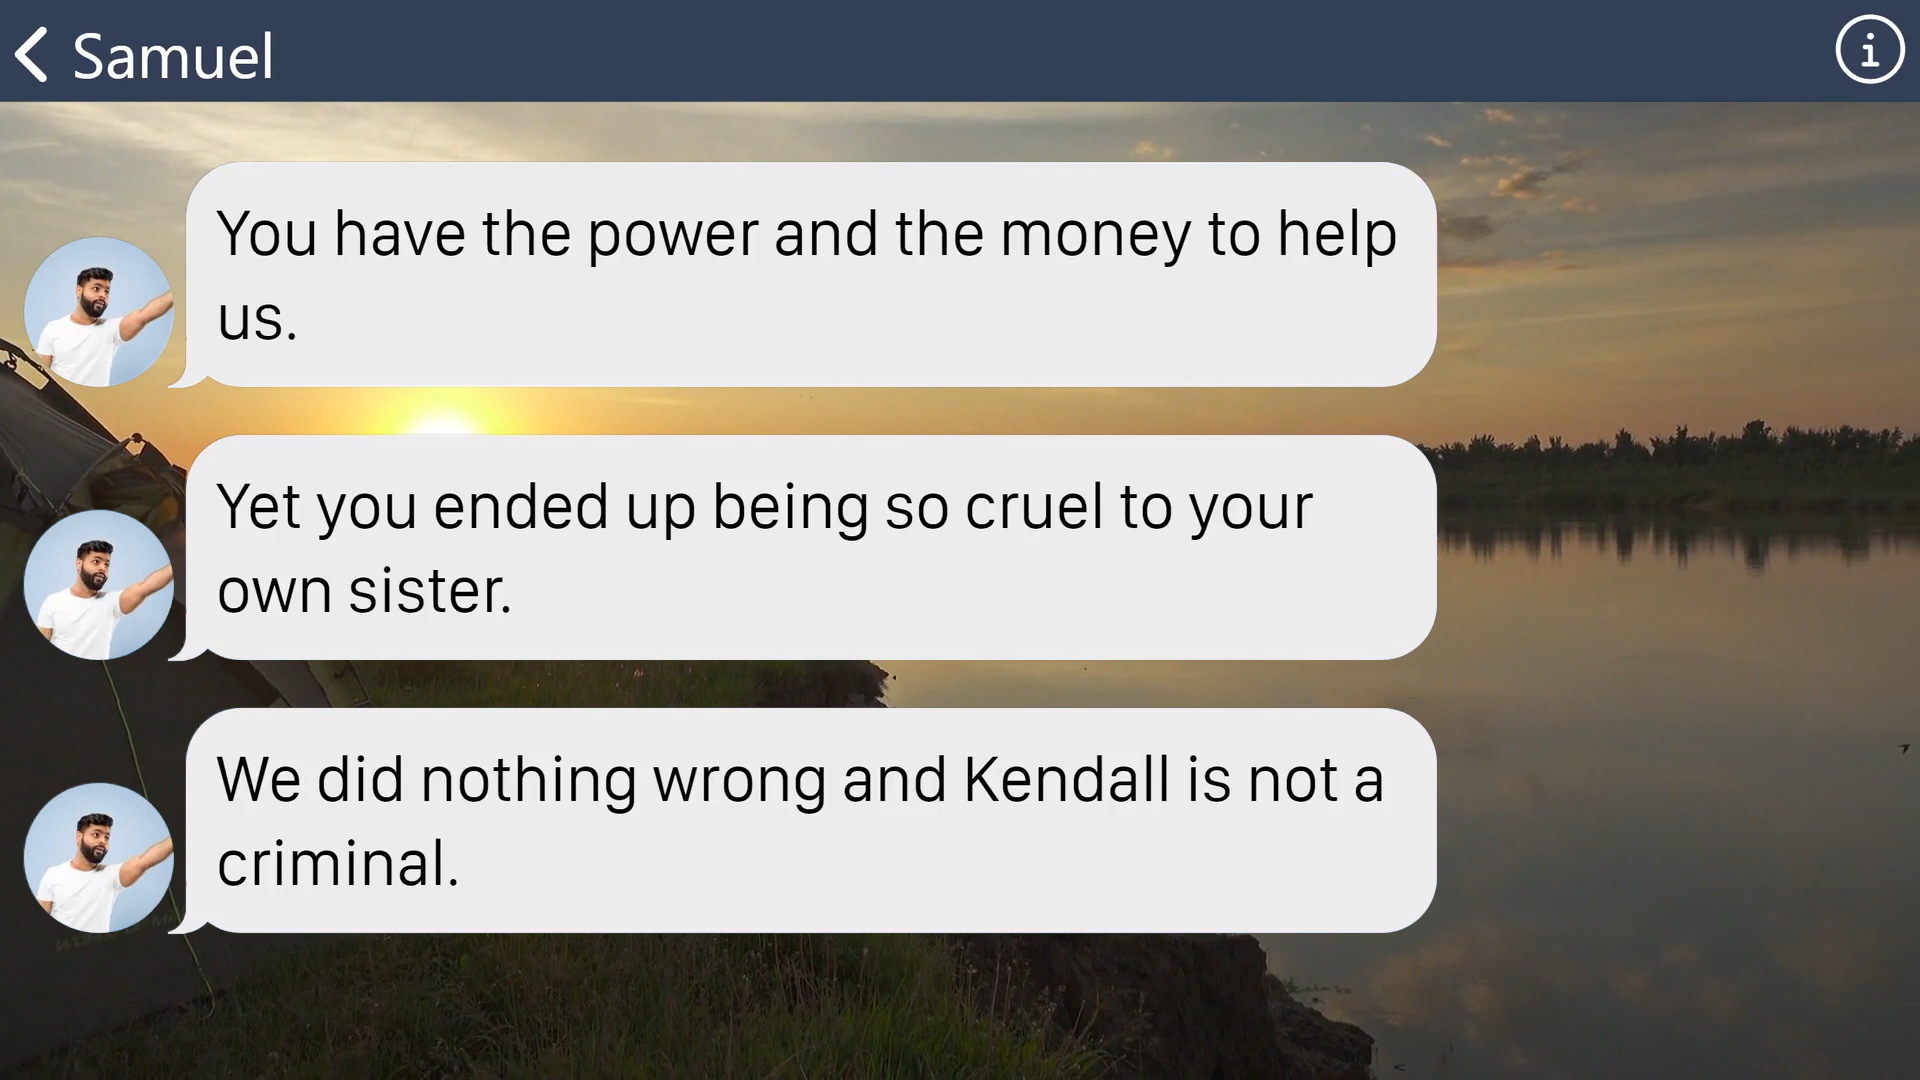 Samuel
You have the power and the money to help
us.
Yet you ended up being so cruel to your
own sister.
We did nothing wrong and Kendall is not a
criminal.